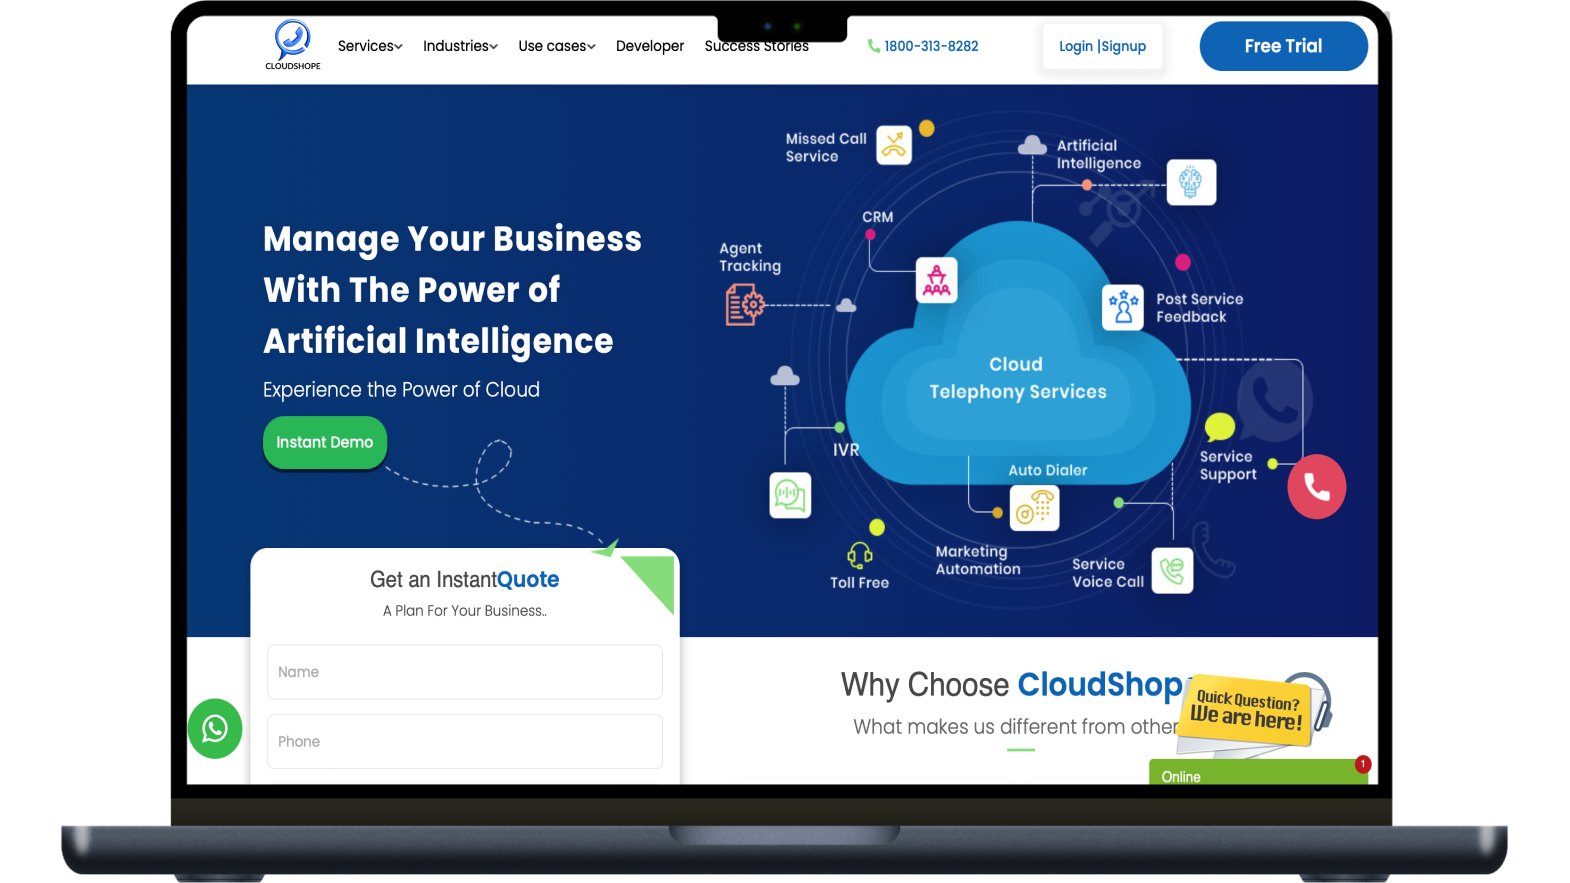 CLOUDSHOPE
Services
Industries
Use cases
Developer
Success Stories
1800-313-8282
Login |Signup
Free Trial
Manage Your Business
With The Power of
Artificial Intelligence
Experience the Power of Cloud
Instant Demo
Missed Call
Service
Artificial
Intelligence
CRM
Agent
Tracking
Post Service
Feedback
Cloud
Telephony Services
IVR
Auto Dialer
Service
Support
Marketing
Automation
Toll Free
Service
Voice Call
Get an InstantQuote
A Plan For Your Business..
Name
Phone
Why Choose CloudShop
What makes us different from other
Quick Question?
We are here!
Online
1